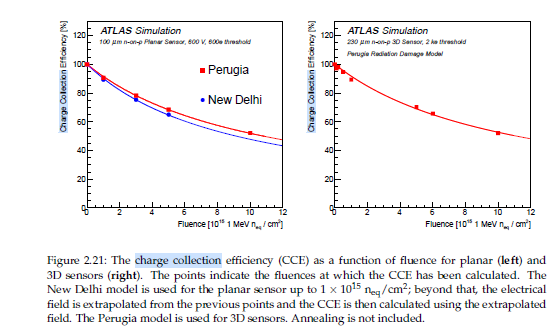 Charge Collection Efficiency [%]
ATLAS Simulation
100 μm n-on-p Planar Sensor, 600 V, 600e threshold
Perugia
New Delhi
120
100
80
60
40
20
0 2 4 6 8 10 12
Fluence [10¹⁵ 1 MeV n_eq / cm²]
Charge Collection Efficiency [%]
ATLAS Simulation
230 μm n-on-p 3D Sensor, 2 ke threshold
Perugia Radiation Damage Model
120
100
80
60
40
20
0 2 4 6 8 10 12
Fluence [10¹⁵ 1 MeV n_eq / cm²]
Figure 2.21: The charge collection efficiency (CCE) as a function of fluence for planar (left) and
3D sensors (right). The points indicate the fluences at which the CCE has been calculated. The
New Delhi model is used for the planar sensor up to 1 × 10¹⁵ n_eq/cm²; beyond that, the electrical
field is extrapolated from the previous points and the CCE is then calculated using the extrapolated
field. The Perugia model is used for 3D sensors. Annealing is not included.